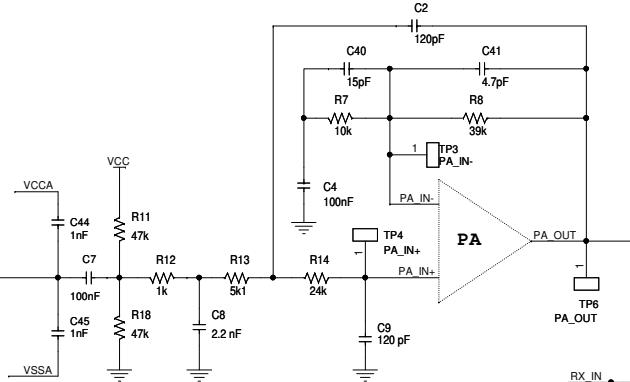 C2
120pF
C40
15pF
C41
4.7pF
R7
10k
R8
39k
1
TP3
PA_IN-
VCC
VCCA
C4
100nF
PA_IN-
C44
1nF
R11
47k
TP4
PA_IN+
1
PA
PA_OUT
C7
100nF
R12
1k
R13
5k1
R14
24k
PA_IN+
1
TP6
PA_OUT
C45
1nF
R18
47k
C8
2.2 nF
C9
120 pF
VSSA
RX_IN